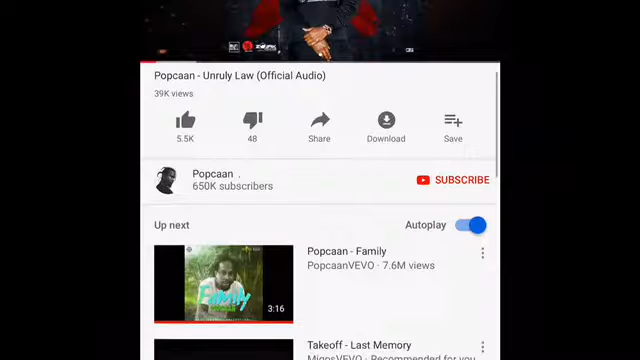 Popcaan - Unruly Law (Official Audio)
39K views
5.5K
48
Share
Download
Save
Popcaan .
650K subscribers
SUBSCRIBE
Up next
Autoplay
Family
3:16
Popcaan - Family
PopcaanVEVO · 7.6M views
Takeoff - Last Memory
MigosVEVO · Recommended for you